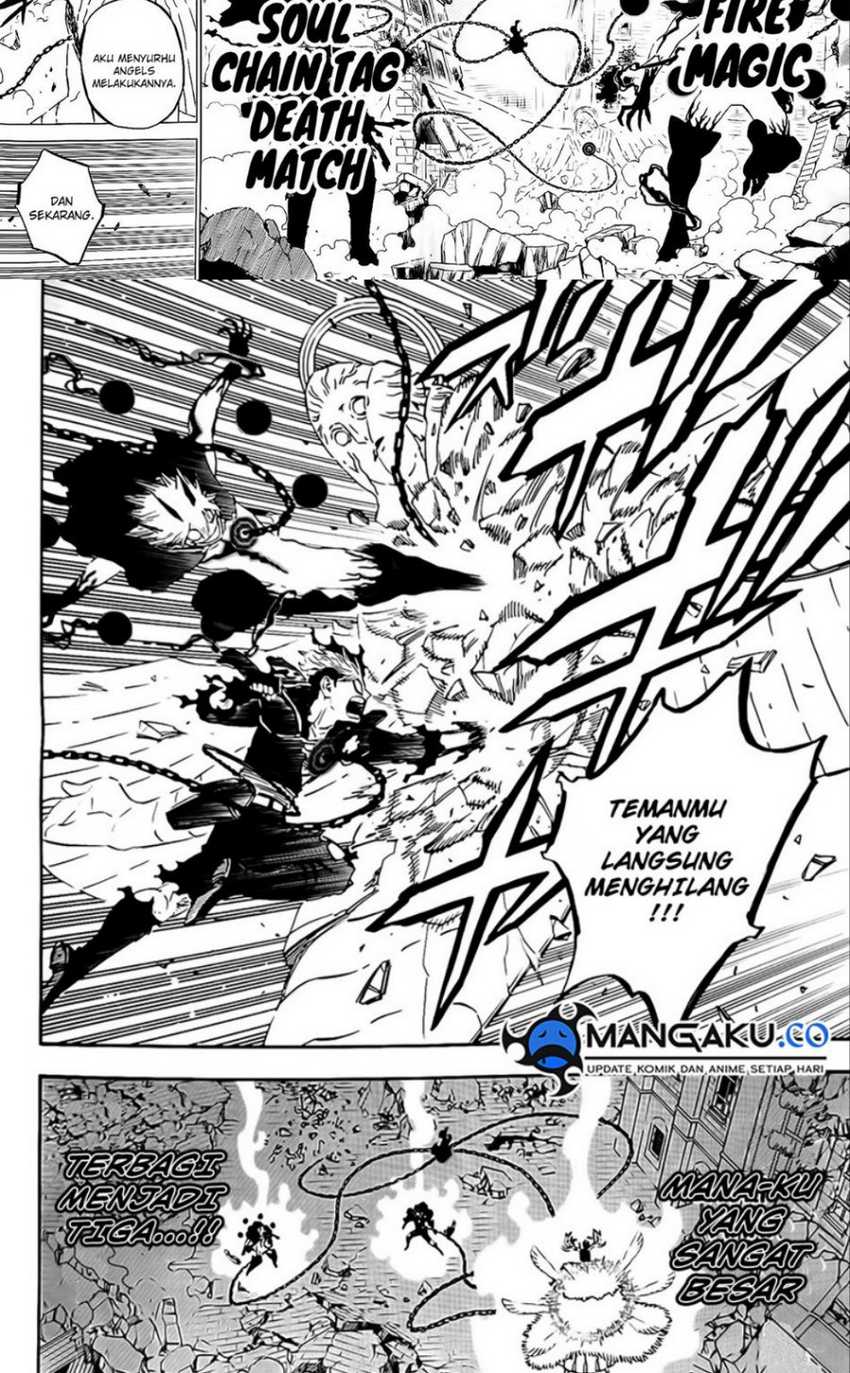 FIRE
MAGIC
SOUL
CHAIN TAG
DEATH
MATCH
AKU MENYURHU
ANGELS
MELAKUKANNYA.
DAN
SEKARANG.
TEMANMU
YANG
LANGSUNG
MENGHILANG
!!!
MANGAKU.CO
UPDATE KOMIK DAN ANIME SETIAP HARI
MANA-KU
YANG
SANGAT
BESAR
TERBAGI
MENJADI
TIGA...!!